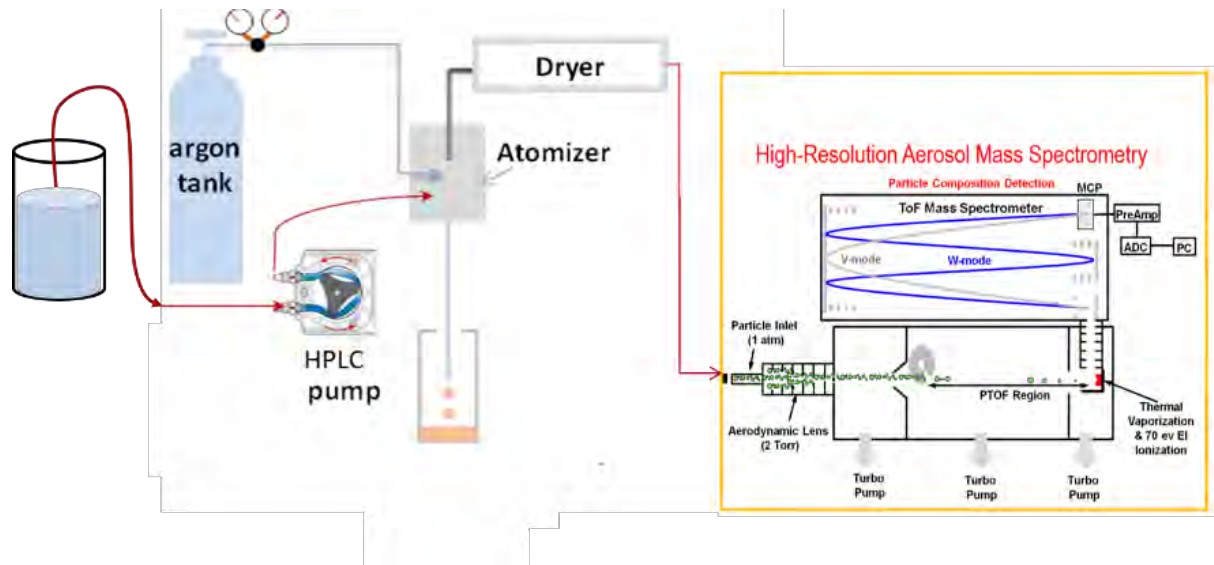 argon
tank
Dryer
Atomizer
HPLC
pump
High-Resolution Aerosol Mass Spectrometry
Particle Composition Detection
MCP
ToF Mass Spectrometer
PreAmp
ADC
PC
V-mode
W-mode
Particle Inlet
(1 atm)
PTOF Region
Aerodynamic Lens
(2 Torr)
Thermal
Vaporization
& 70 ev EI
Ionization
Turbo
Pump
Turbo
Pump
Turbo
Pump